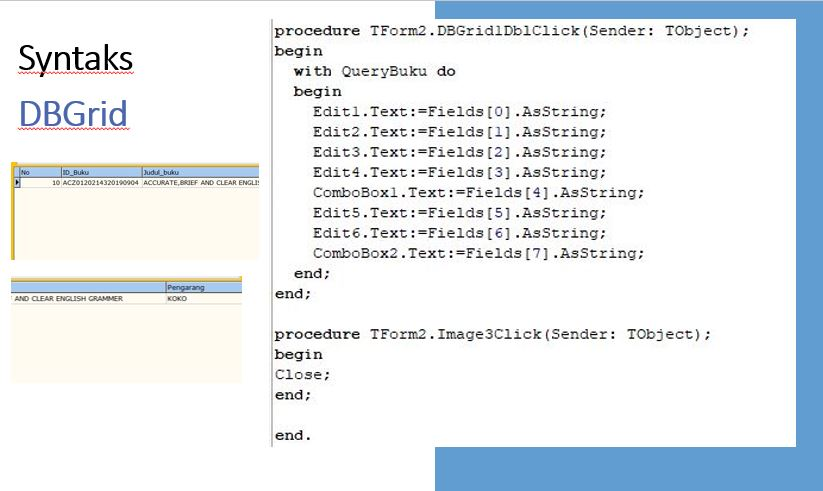 Syntaks
DBGrid
No ID_Buku Judul_buku
10 ACZ0120214320190904 ACCURATE,BRIEF AND CLEAR ENGLIS
Pengarang
AND CLEAR ENGLISH GRAMMER KOKO
procedure TForm2.DBGrid1DblClick(Sender: TObject);
begin
with QueryBuku do
begin
Edit1.Text:=Fields[0].AsString;
Edit2.Text:=Fields[1].AsString;
Edit3.Text:=Fields[2].AsString;
Edit4.Text:=Fields[3].AsString;
ComboBox1.Text:=Fields[4].AsString;
Edit5.Text:=Fields[5].AsString;
Edit6.Text:=Fields[6].AsString;
ComboBox2.Text:=Fields[7].AsString;
end;
end;
procedure TForm2.Image3Click(Sender: TObject);
begin
Close;
end;
end.